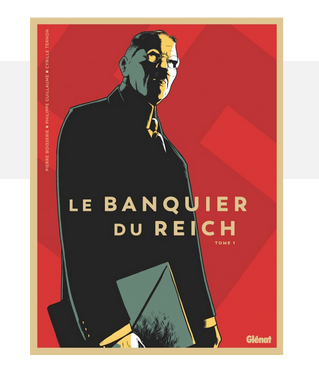 PIERRE BOISSERIE ★ PHILIPPE GUILLAUME ★ CYRILLE TERNON
LE BANQUIER
DU REICH
TOME 1
Glénat